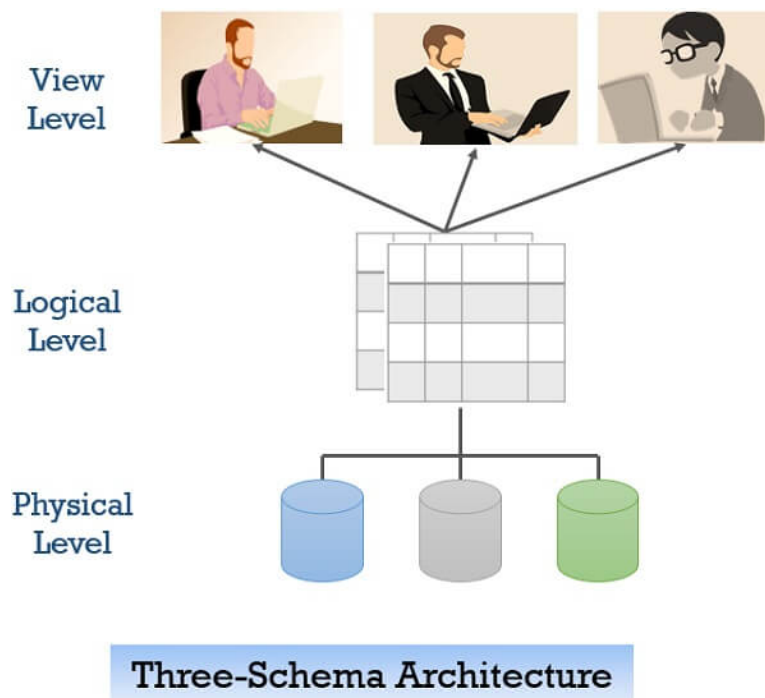 View
Level
Logical
Level
Physical
Level
Three-Schema Architecture